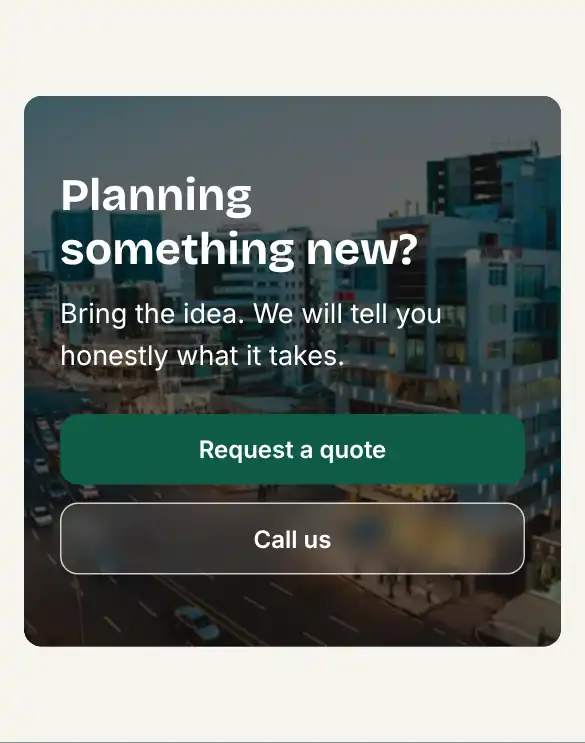 Planning
something new?
Bring the idea. We will tell you
honestly what it takes.
Request a quote
Call us